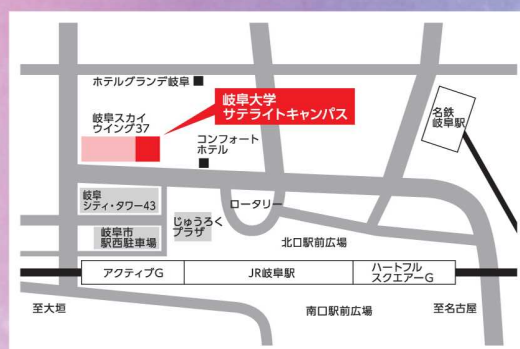 ホテルグランデ岐阜
岐阜大学
サテライトキャンパス
岐阜スカイ
ウイング37
コンフォート
ホテル
名鉄
岐阜駅
岐阜
シティ・タワー43
ロータリー
じゅうろく
プラザ
岐阜市
駅西駐車場
北口駅前広場
アクティブG
JR岐阜駅
ハートフル
スクエアーG
至大垣
南口駅前広場
至名古屋